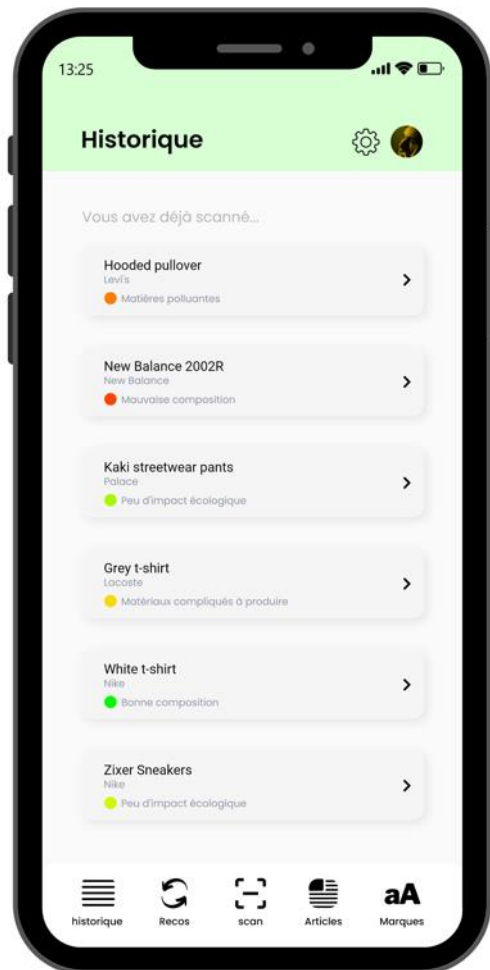 13:25
Historique
Vous avez déjà scanné...
Hooded pullover
Levi's
Matières polluantes
New Balance 2002R
New Balance
Mauvaise composition
Kaki streetwear pants
Palace
Peu d'impact écologique
Grey t-shirt
Lacoste
Matériaux compliqués à produire
White t-shirt
Nike
Bonne composition
Zixer Sneakers
Nike
Peu d'impact écologique
historique Recos scan Articles aA Marques